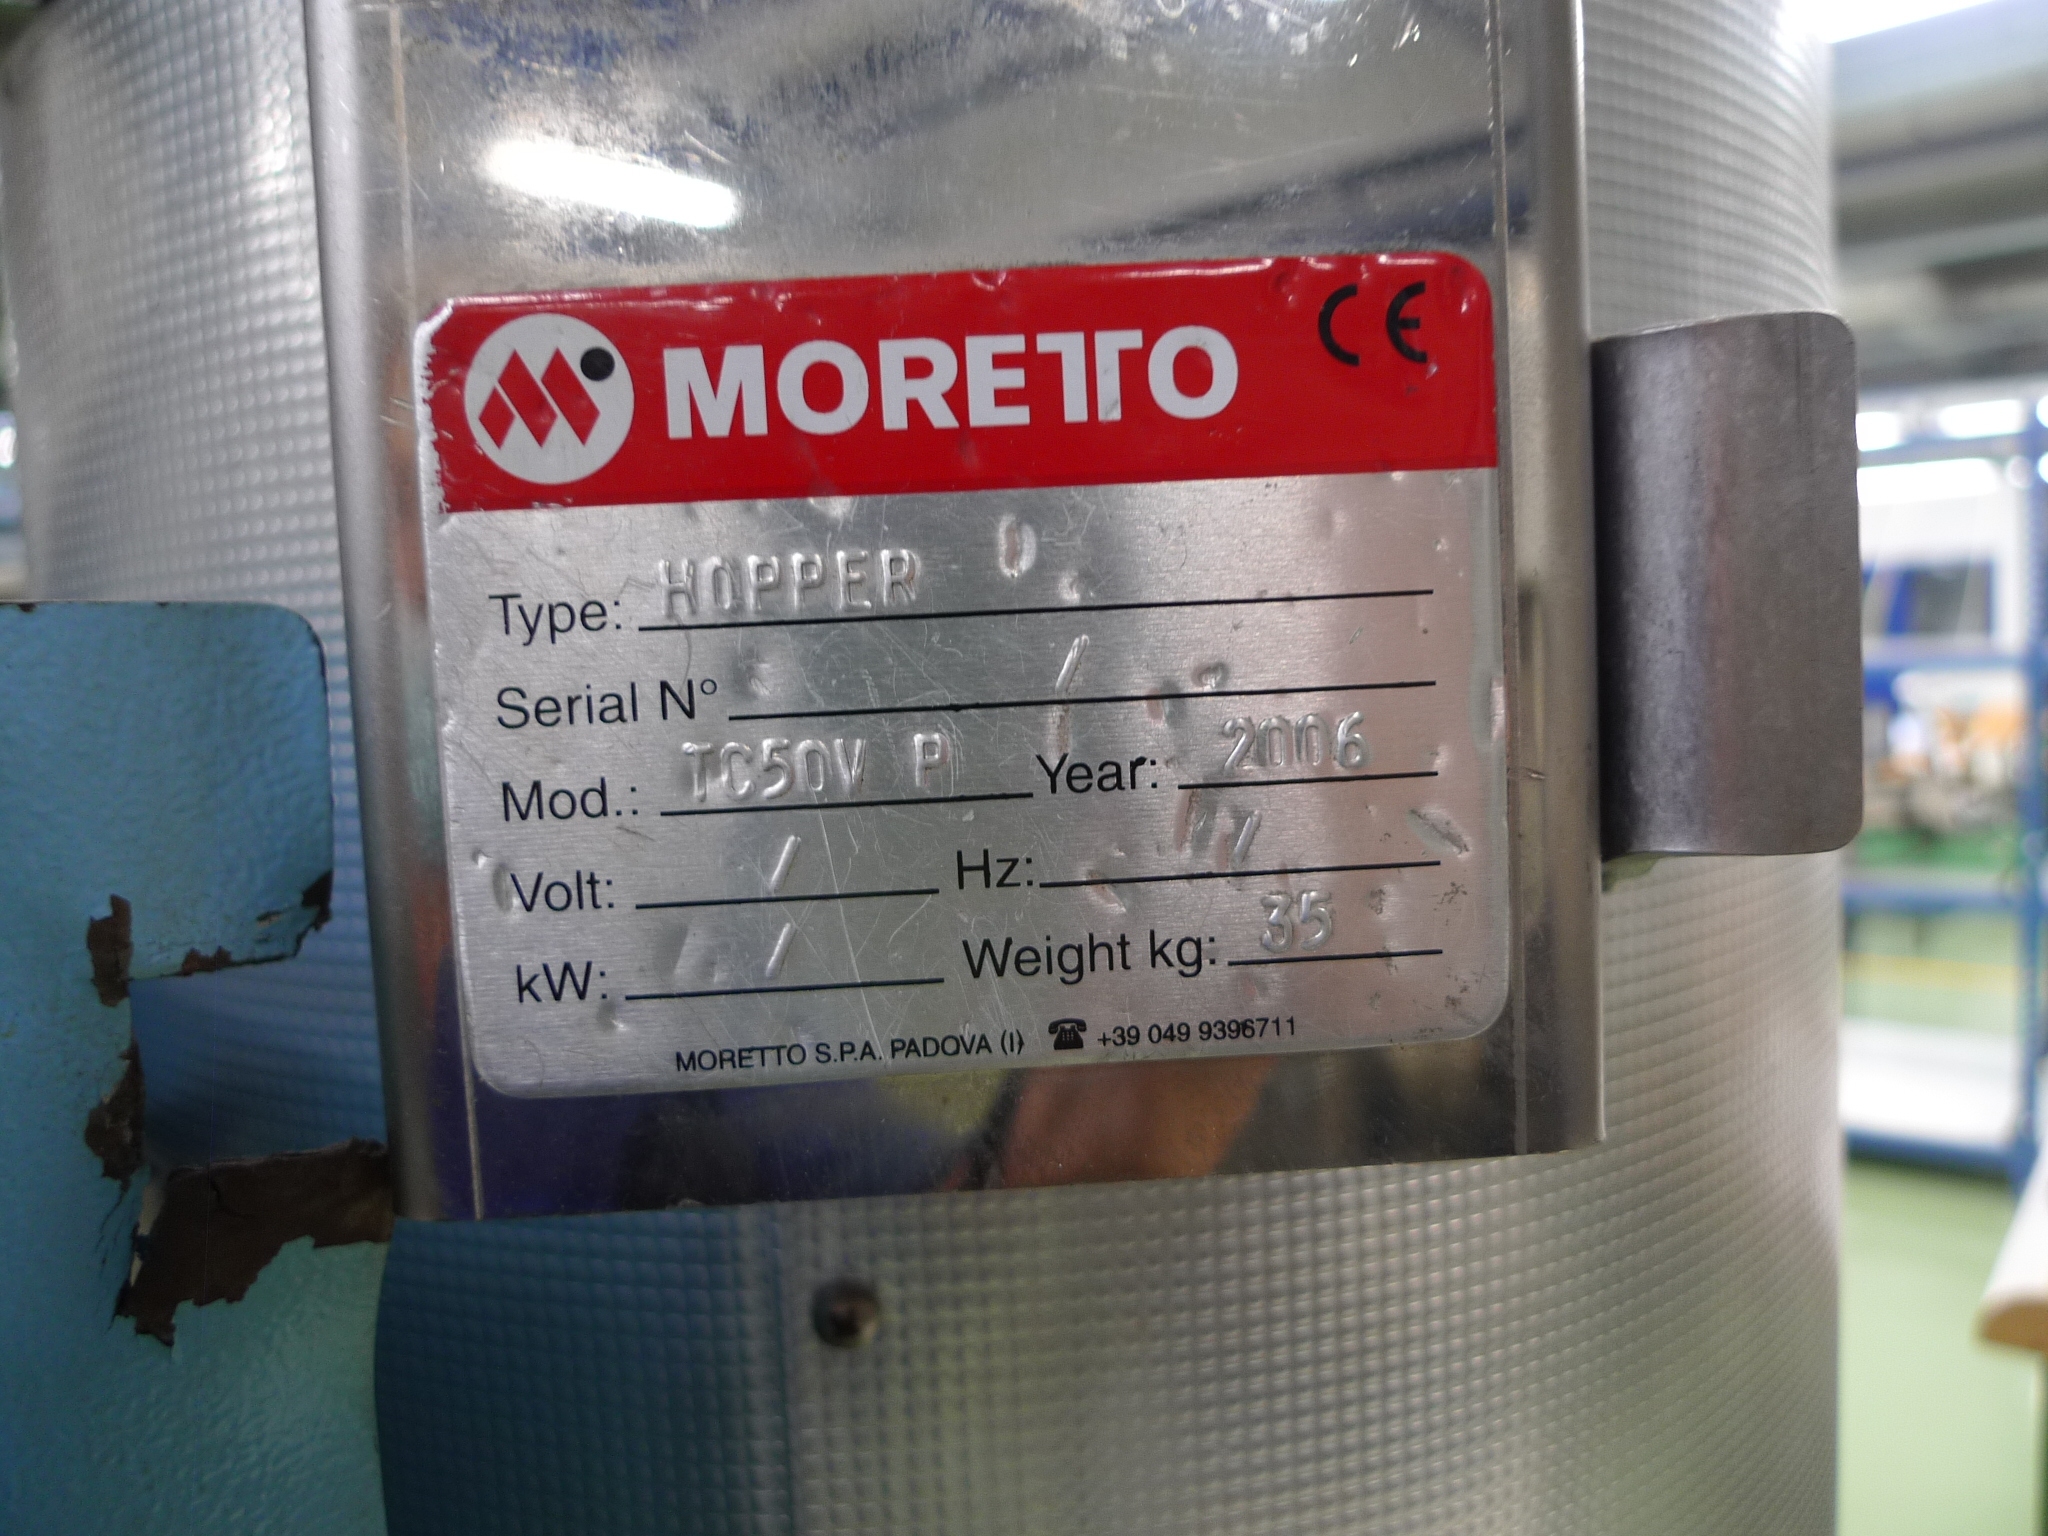 MORETTO CE
Type: HOPPER
Serial N° /
Mod.: TC50V P Year: 2006
Volt: / Hz: /
kW: / Weight kg: 35
MORETTO S.P.A. PADOVA (I) ☎ +39 049 9396711